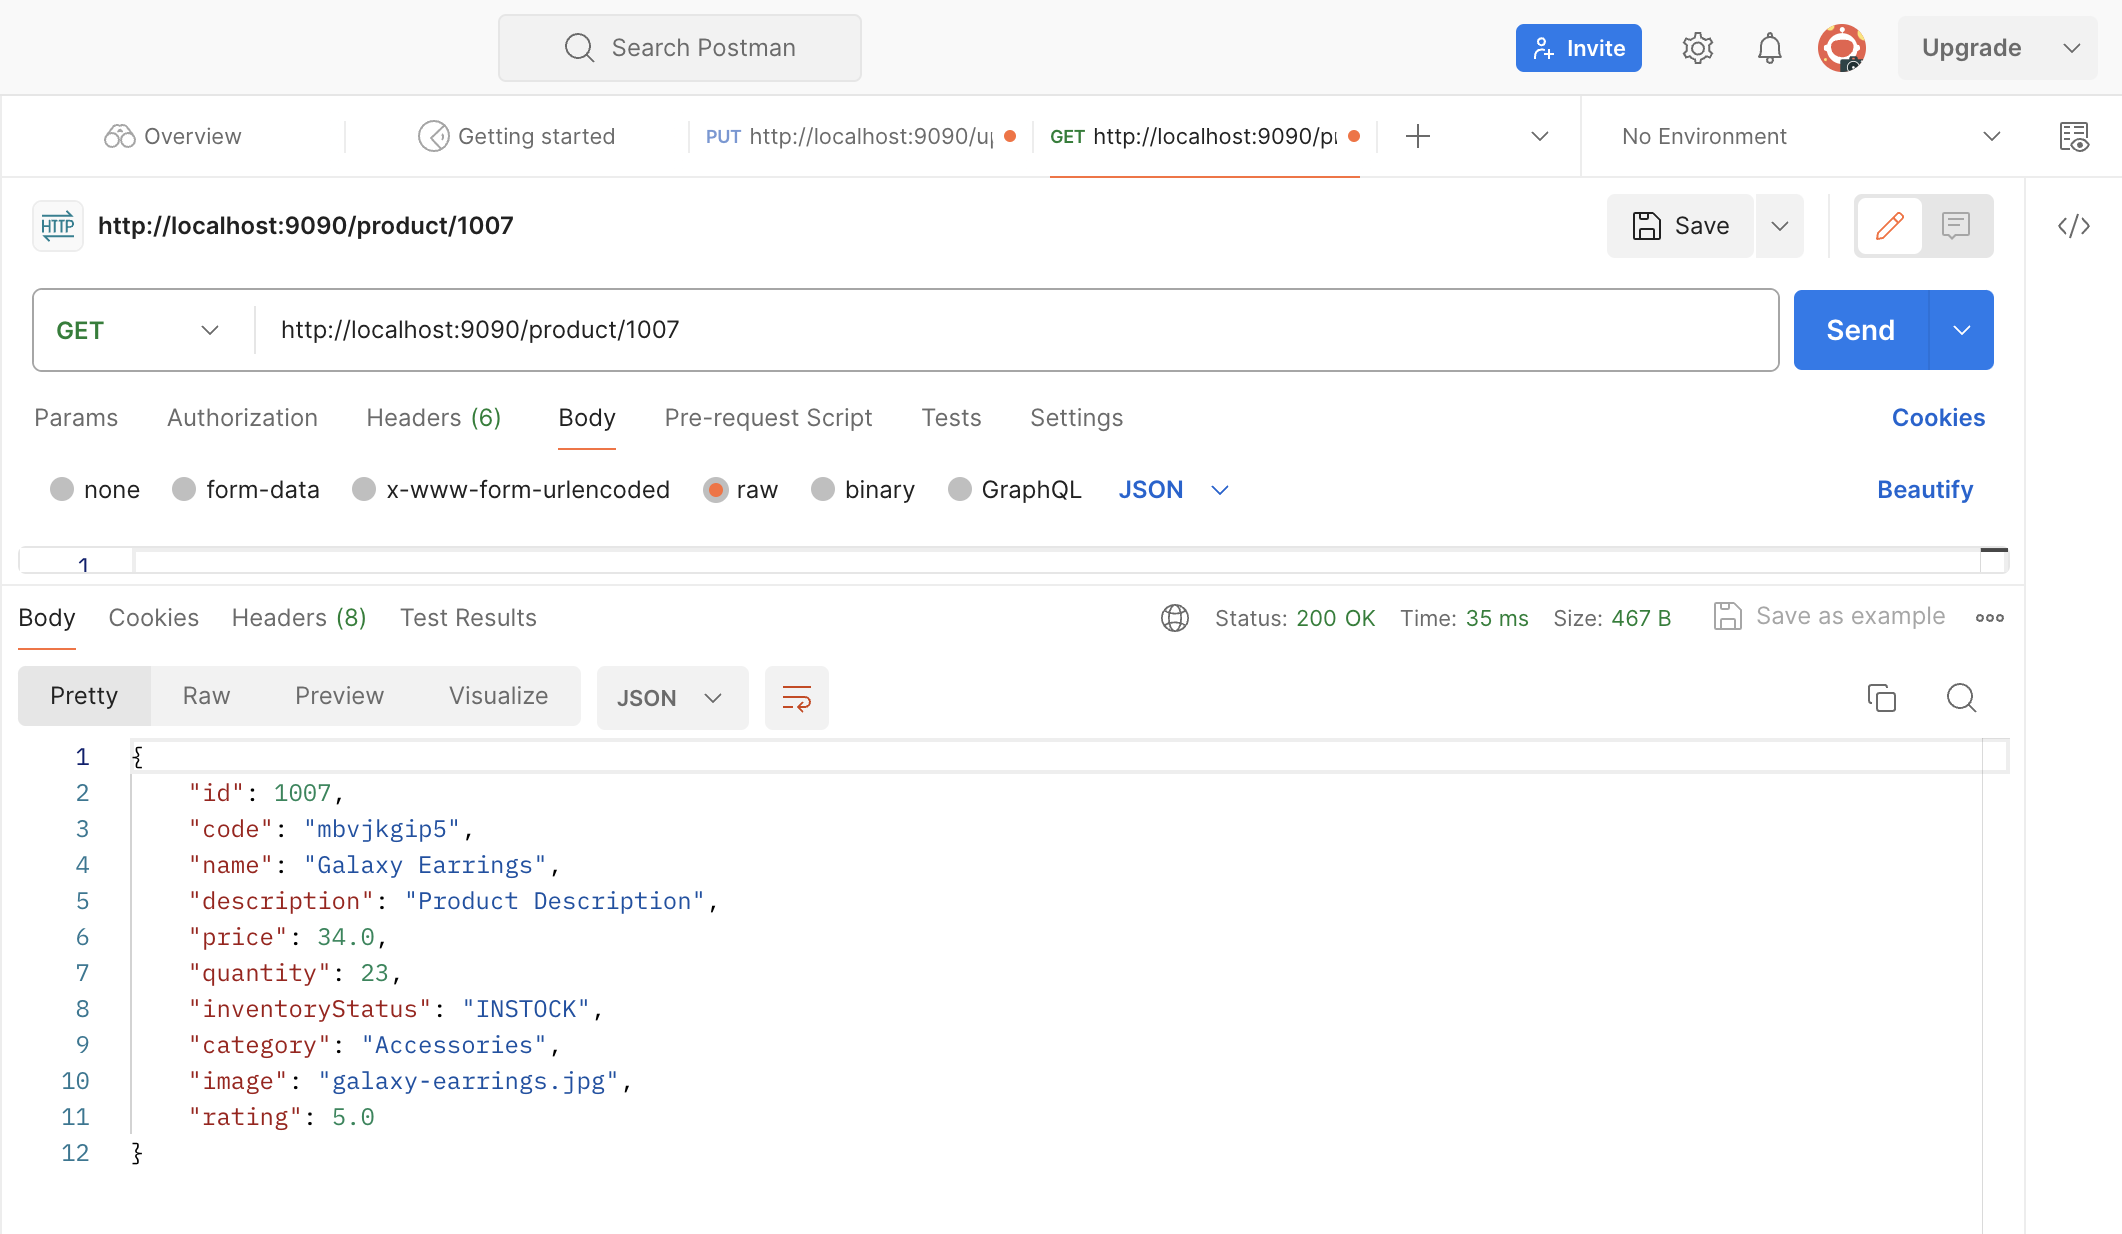 Search Postman
Invite
Upgrade
Overview
Getting started
PUT http://localhost:9090/u
GET http://localhost:9090/p
No Environment
HTTP
http://localhost:9090/product/1007
Save
GET
http://localhost:9090/product/1007
Send
Params Authorization Headers (6) Body Pre-request Script Tests Settings Cookies
none form-data x-www-form-urlencoded raw binary GraphQL JSON Beautify
1
Body Cookies Headers (8) Test Results Status: 200 OK Time: 35 ms Size: 467 B Save as example
Pretty Raw Preview Visualize JSON
1 {
2 "id": 1007,
3 "code": "mbvjkgip5",
4 "name": "Galaxy Earrings",
5 "description": "Product Description",
6 "price": 34.0,
7 "quantity": 23,
8 "inventoryStatus": "INSTOCK",
9 "category": "Accessories",
10 "image": "galaxy-earrings.jpg",
11 "rating": 5.0
12 }